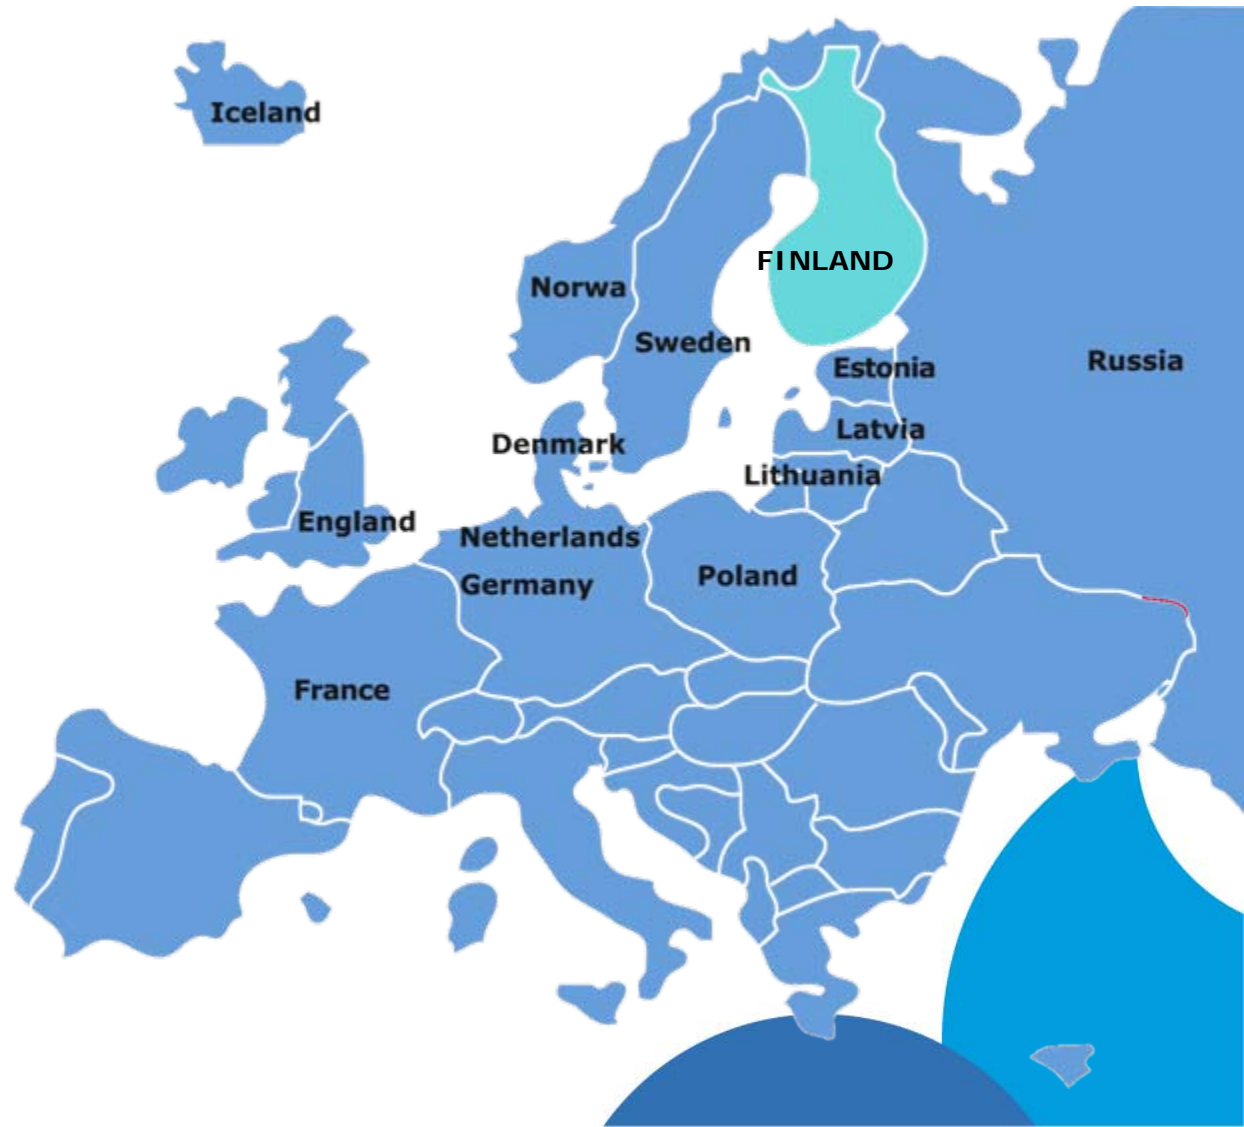 Iceland
FINLAND
Norwa
Sweden
Russia
Estonia
Latvia
Denmark
Lithuania
England
Netherlands
Germany
Poland
France